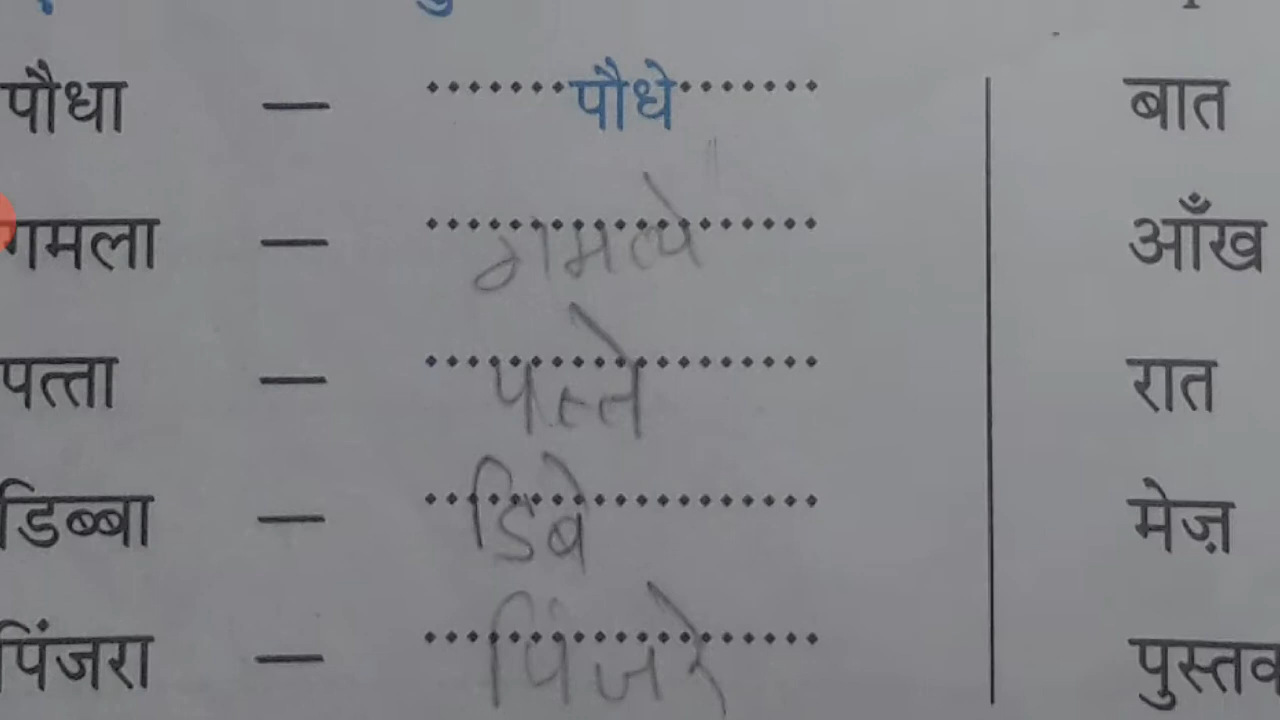 पौधा — पौधे बात
गमला — गमले आँख
पत्ता — पत्ते रात
डिब्बा — डिबे मेज़
पिंजरा — पिंजरे